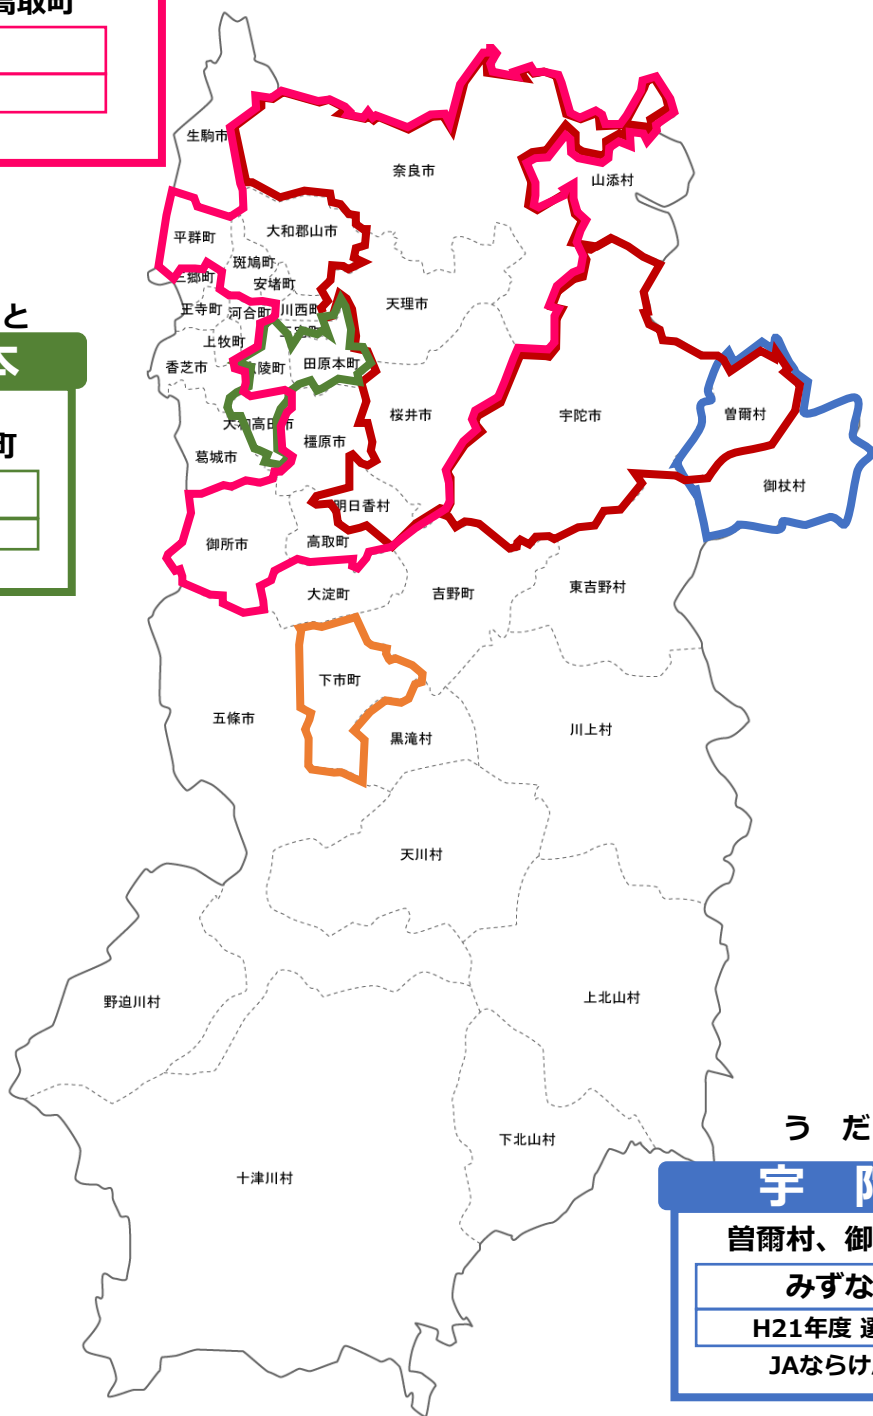 高取町
生駒市
奈良市
山添村
平群町
大和郡山市
斑鳩町
三郷町
安堵町
天理市
王寺町
河合町
川西町
三宅町
上牧町
香芝市
広陵町
田原本町
と
本
町
大和高田市
桜井市
宇陀市
曽爾村
橿原市
葛城市
御杖村
明日香村
御所市
高取町
大淀町
吉野町
東吉野村
下市町
五條市
黒滝村
川上村
天川村
野迫川村
上北山村
下北山村
十津川村
う だ
宇
曽爾村、御
みずな
H21年度
JAならけ